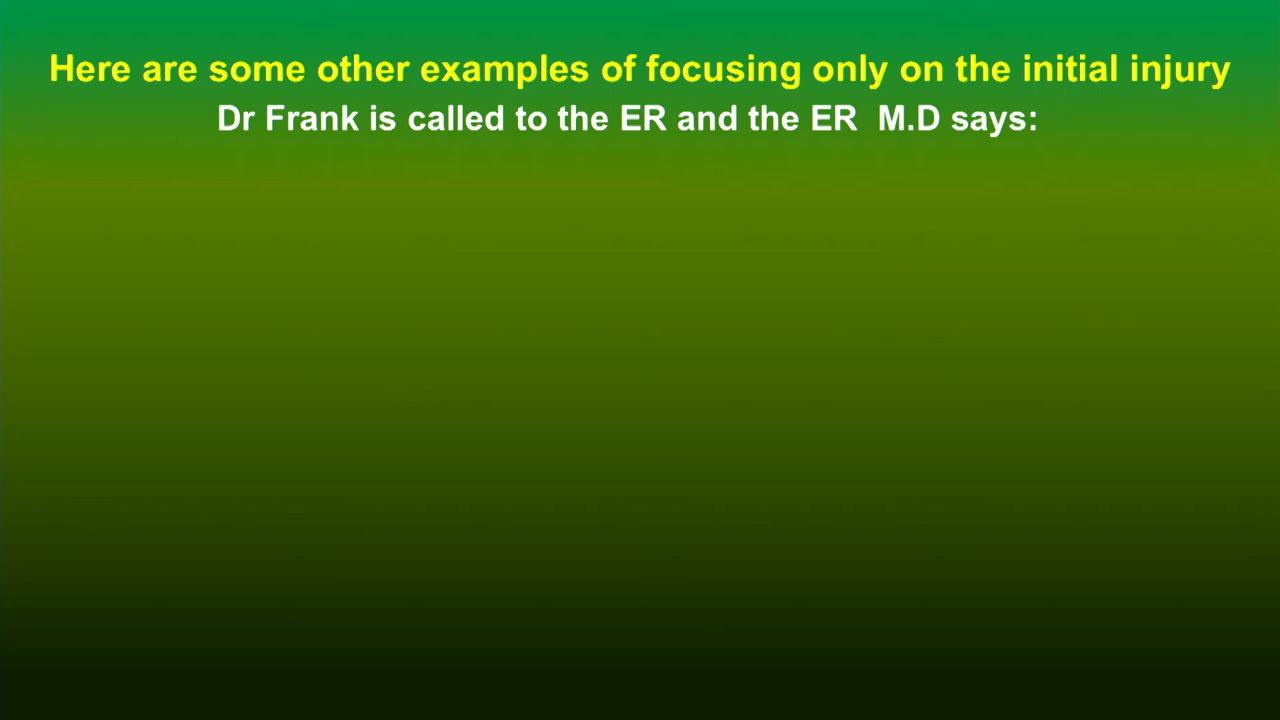 Here are some other examples of focusing only on the initial injury
Dr Frank is called to the ER and the ER  M.D says: